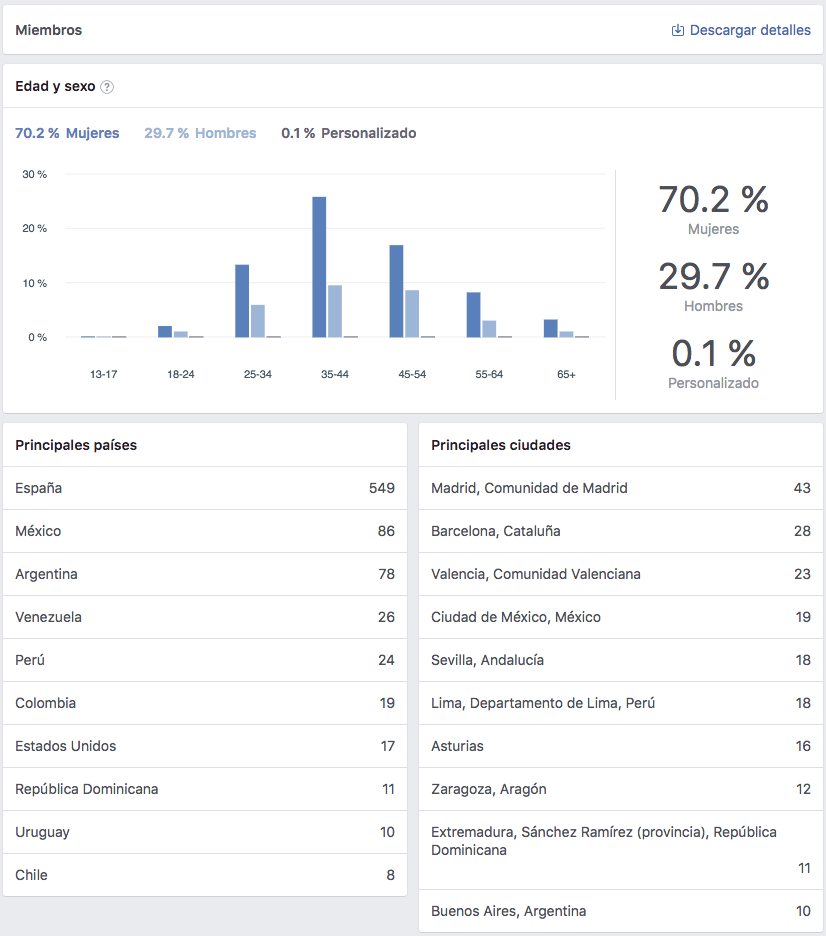 Miembros
Descargar detalles
Edad y sexo ?
70.2 % Mujeres 29.7 % Hombres 0.1 % Personalizado
30 %
20 %
10 %
0 %
13-17 18-24 25-34 35-44 45-54 55-64 65+
70.2 %
Mujeres
29.7 %
Hombres
0.1 %
Personalizado
Principales países
España 549
México 86
Argentina 78
Venezuela 26
Perú 24
Colombia 19
Estados Unidos 17
República Dominicana 11
Uruguay 10
Chile 8
Principales ciudades
Madrid, Comunidad de Madrid 43
Barcelona, Cataluña 28
Valencia, Comunidad Valenciana 23
Ciudad de México, México 19
Sevilla, Andalucía 18
Lima, Departamento de Lima, Perú 18
Asturias 16
Zaragoza, Aragón 12
Extremadura, Sánchez Ramírez (provincia), República
Dominicana
11
Buenos Aires, Argentina 10